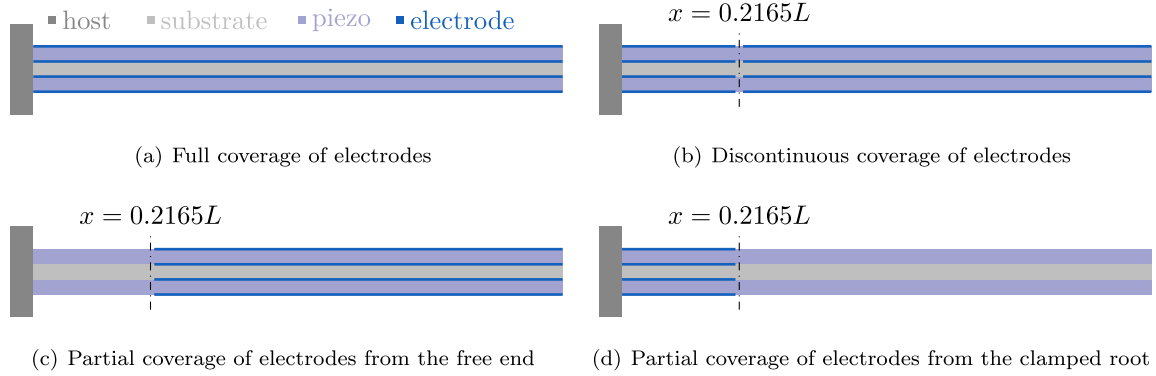 host substrate piezo electrode
x = 0.2165L
(a) Full coverage of electrodes
(b) Discontinuous coverage of electrodes
x = 0.2165L
x = 0.2165L
(c) Partial coverage of electrodes from the free end
(d) Partial coverage of electrodes from the clamped root